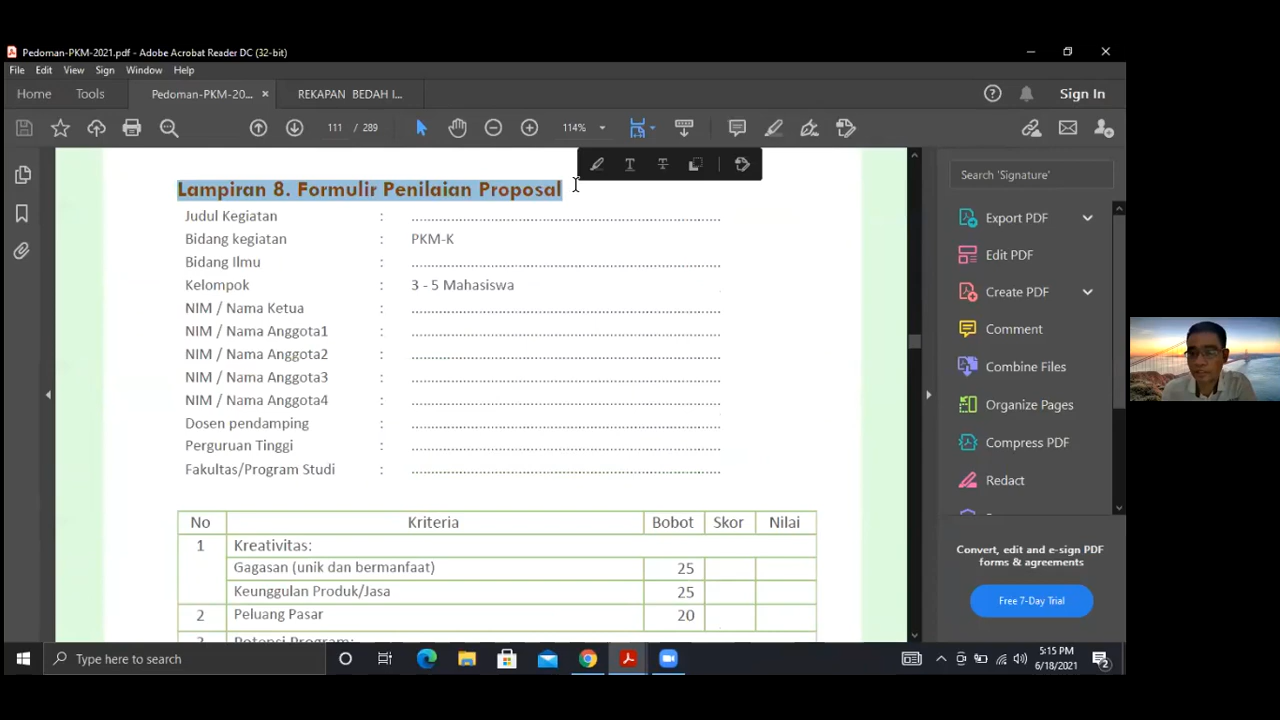 Pedoman-PKM-2021.pdf - Adobe Acrobat Reader DC (32-bit)
File Edit View Sign Window Help
Home Tools Pedoman-PKM-20... × REKAPAN BEDAH I... Sign In
111 / 289 114%
Lampiran 8. Formulir Penilaian Proposal
Judul Kegiatan : ................................................................
Bidang kegiatan : PKM-K
Bidang Ilmu : ................................................................
Kelompok : 3 - 5 Mahasiswa
NIM / Nama Ketua : ................................................................
NIM / Nama Anggota1 : ................................................................
NIM / Nama Anggota2 : ................................................................
NIM / Nama Anggota3 : ................................................................
NIM / Nama Anggota4 : ................................................................
Dosen pendamping : ................................................................
Perguruan Tinggi : ................................................................
Fakultas/Program Studi : ................................................................
No Kriteria Bobot Skor Nilai
1 Kreativitas:
Gagasan (unik dan bermanfaat) 25
Keunggulan Produk/Jasa 25
2 Peluang Pasar 20
3 Potensi Program:
Search 'Signature'
Export PDF
Edit PDF
Create PDF
Comment
Combine Files
Organize Pages
Compress PDF
Redact
Convert, edit and e-sign PDF
forms & agreements
Free 7-Day Trial
Type here to search
5:15 PM
6/18/2021
2